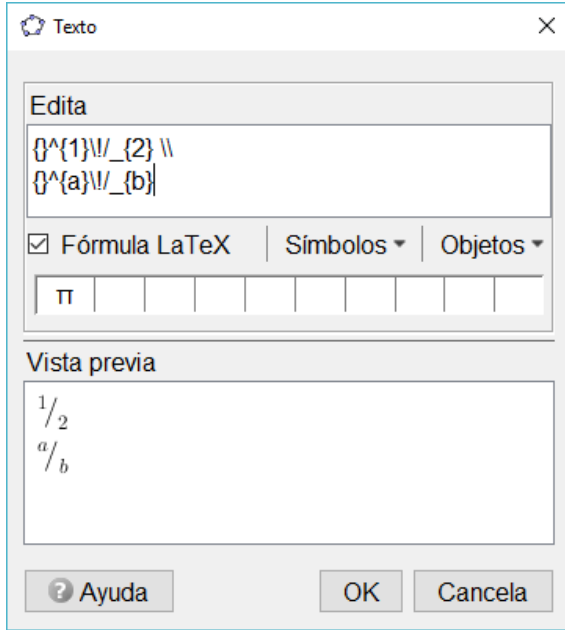 Texto
Edita
{}^{1}\!/_{2} \\
{}^{a}\!/_{b}
Fórmula LaTeX Símbolos Objetos
π
Vista previa
1/2
a/b
? Ayuda OK Cancela